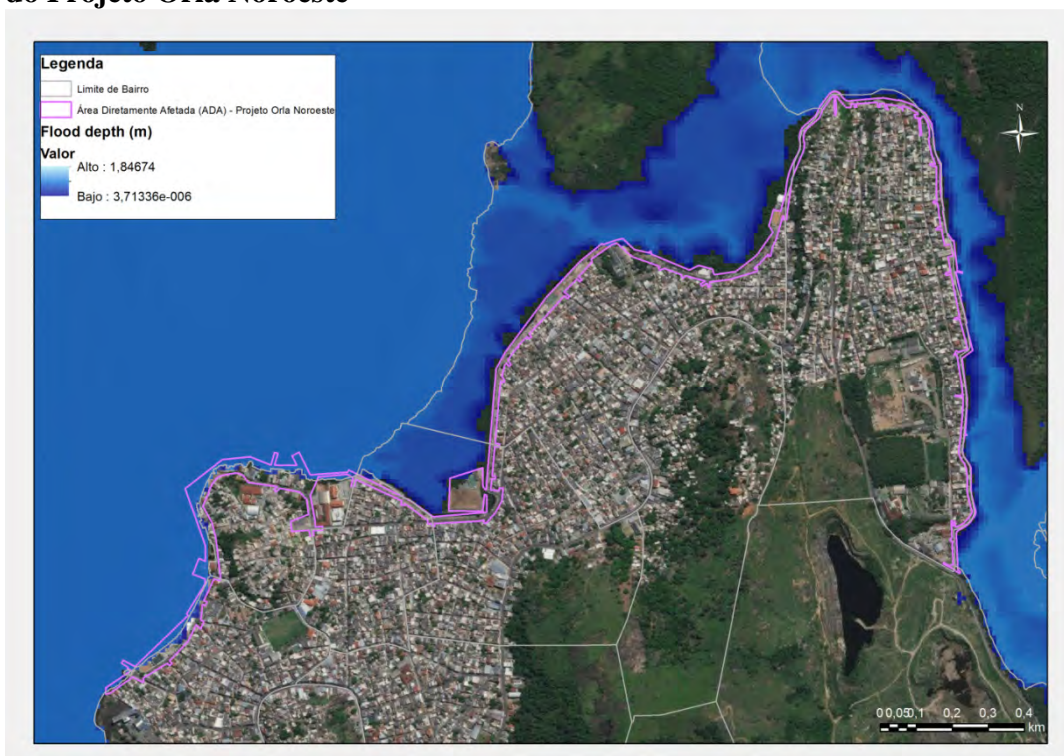 do Projeto Orla Noroeste
Legenda
Limite de Bairro
Área Diretamente Afetada (ADA) - Projeto Orla Noroeste
Flood depth (m)
Valor
Alto : 1,84674
Bajo : 3,71336e-006
N
0 0,05 0,1 0,2 0,3 0,4
km